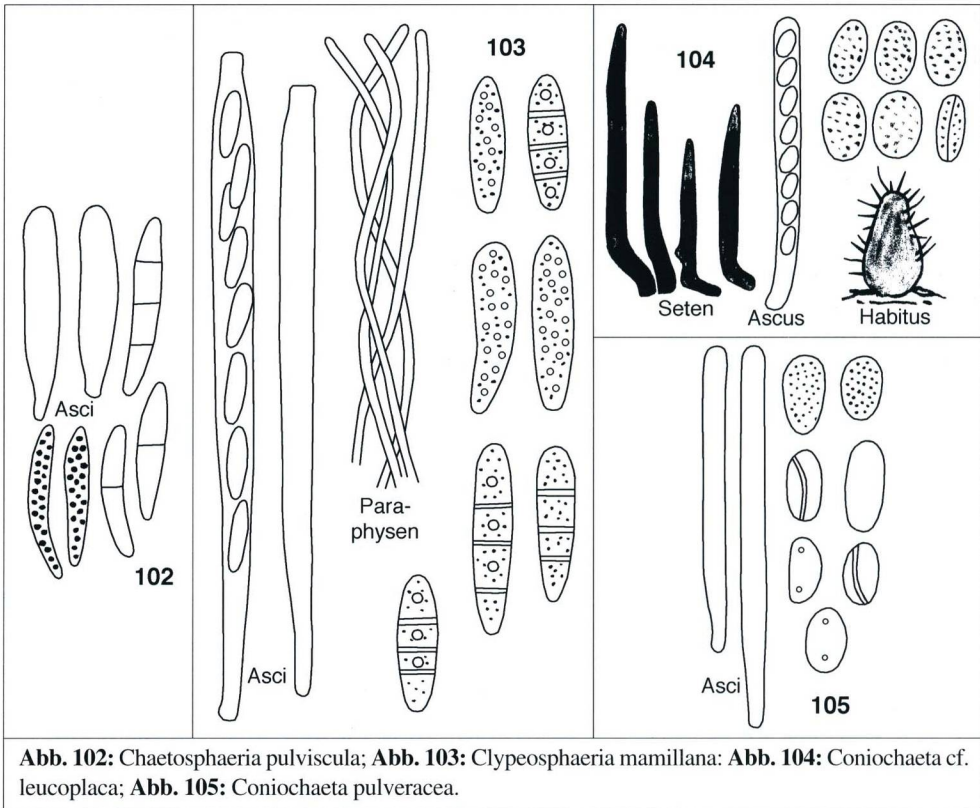 Asci
102
103
Para-
physen
Asci
104
Seten
Ascus
Habitus
Asci
105
Abb. 102: Chaetosphaeria pulviscula; Abb. 103: Clypeosphaeria mamillana: Abb. 104: Coniochaeta cf.
leucoplaca; Abb. 105: Coniochaeta pulveracea.